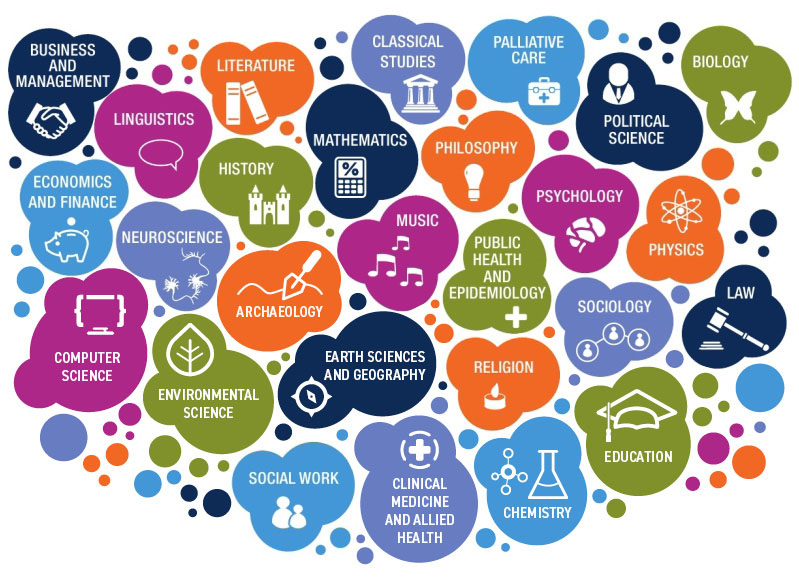 BUSINESS
AND
MANAGEMENT
LITERATURE
CLASSICAL
STUDIES
PALLIATIVE
CARE
BIOLOGY
LINGUISTICS
MATHEMATICS
%
PHILOSOPHY
POLITICAL
SCIENCE
ECONOMICS
AND FINANCE
HISTORY
PSYCHOLOGY
NEUROSCIENCE
MUSIC
PUBLIC
HEALTH
AND
EPIDEMIOLOGY
PHYSICS
ARCHAEOLOGY
SOCIOLOGY
LAW
COMPUTER
SCIENCE
ENVIRONMENTAL
SCIENCE
EARTH SCIENCES
AND GEOGRAPHY
RELIGION
EDUCATION
SOCIAL WORK
CLINICAL
MEDICINE
AND ALLIED
HEALTH
CHEMISTRY